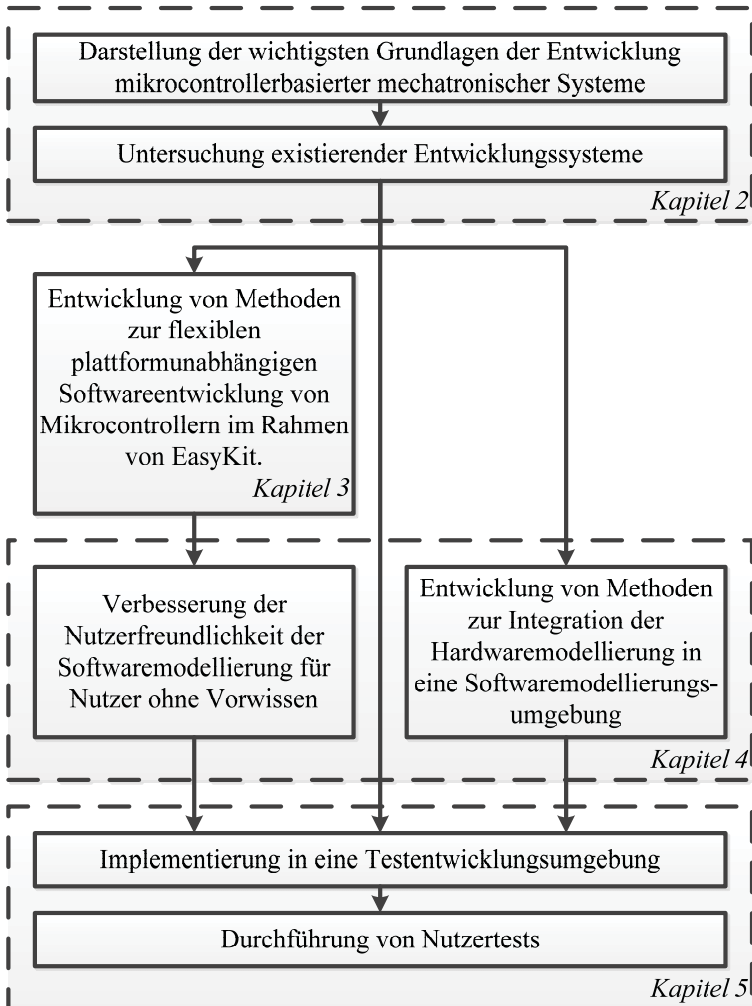 Darstellung der wichtigsten Grundlagen der Entwicklung
mikrocontrollerbasierter mechatronischer Systeme
Untersuchung existierender Entwicklungssysteme
Kapitel 2
Entwicklung von Methoden
zur flexiblen
plattformunabhängigen
Softwareentwicklung von
Mikrocontrollern im Rahmen
von EasyKit.
Kapitel 3
Verbesserung der
Nutzerfreundlichkeit der
Softwaremodellierung für
Nutzer ohne Vorwissen
Entwicklung von Methoden
zur Integration der
Hardwaremodellierung in
eine Softwaremodellierungs-
umgebung
Kapitel 4
Implementierung in eine Testentwicklungsumgebung
Durchführung von Nutzertests
Kapitel 5